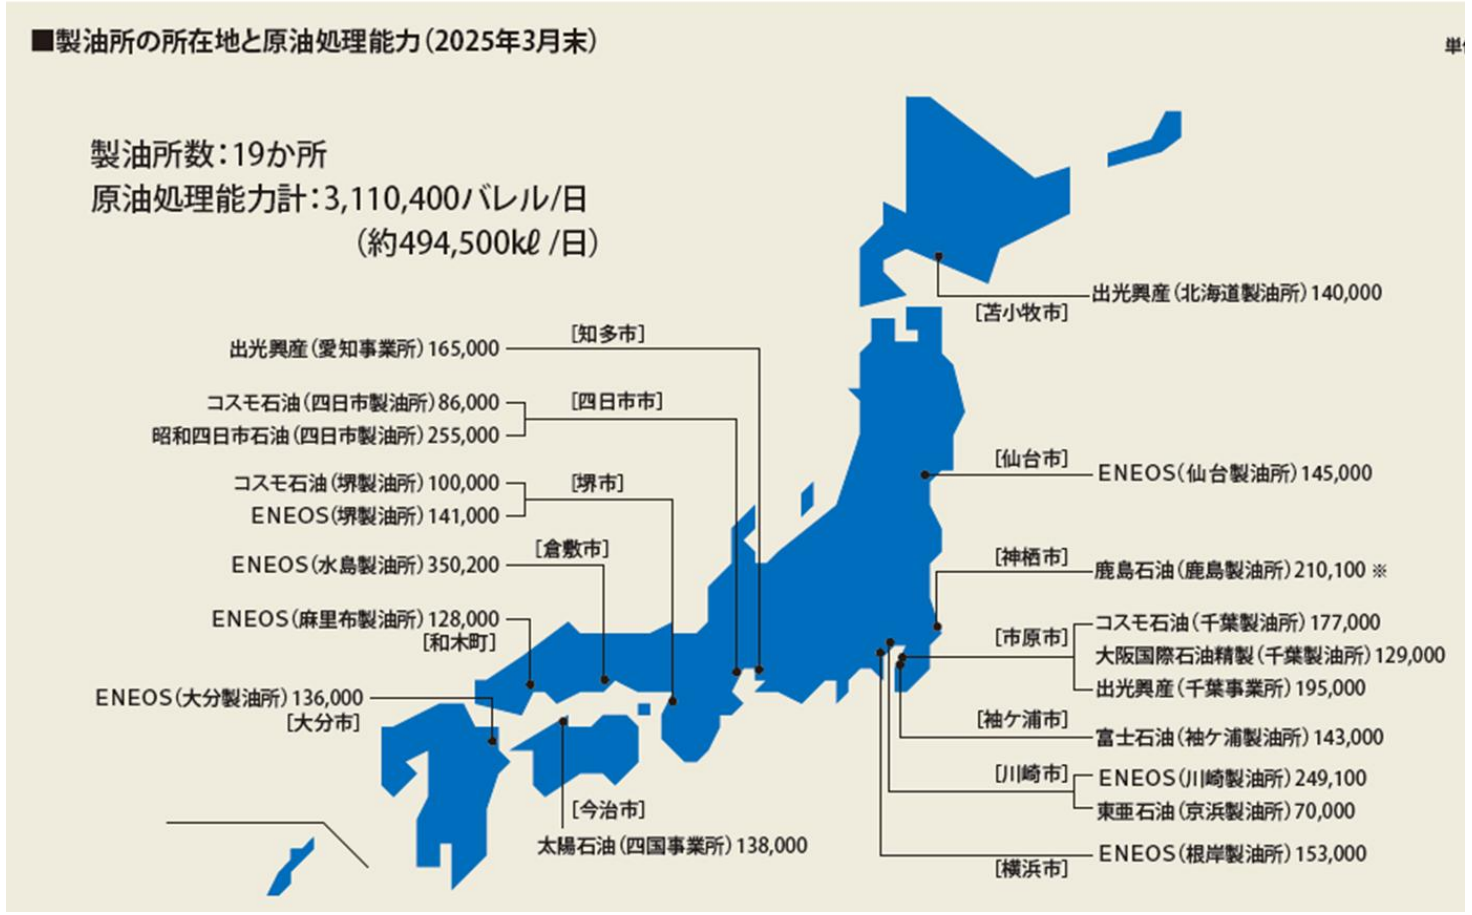 ■製油所の所在地と原油処理能力（2025年3月末）
製油所数：19か所
原油処理能力計：3,110,400バレル/日
（約494,500kℓ /日）
出光興産（北海道製油所）140,000
［苫小牧市］
［知多市］
出光興産（愛知事業所）165,000
コスモ石油（四日市製油所）86,000
［四日市市］
昭和四日市石油（四日市製油所）255,000
コスモ石油（堺製油所）100,000
［堺市］
ENEOS（堺製油所）141,000
［倉敷市］
ENEOS（水島製油所）350,200
ENEOS（麻里布製油所）128,000
［和木町］
ENEOS（大分製油所）136,000
［大分市］
［今治市］
太陽石油（四国事業所）138,000
［仙台市］
ENEOS（仙台製油所）145,000
［神栖市］
鹿島石油（鹿島製油所）210,100 ※
コスモ石油（千葉製油所）177,000
［市原市］
大阪国際石油精製（千葉製油所）129,000
出光興産（千葉事業所）195,000
［袖ケ浦市］
富士石油（袖ケ浦製油所）143,000
［川崎市］
ENEOS（川崎製油所）249,100
東亜石油（京浜製油所）70,000
ENEOS（根岸製油所）153,000
［横浜市］